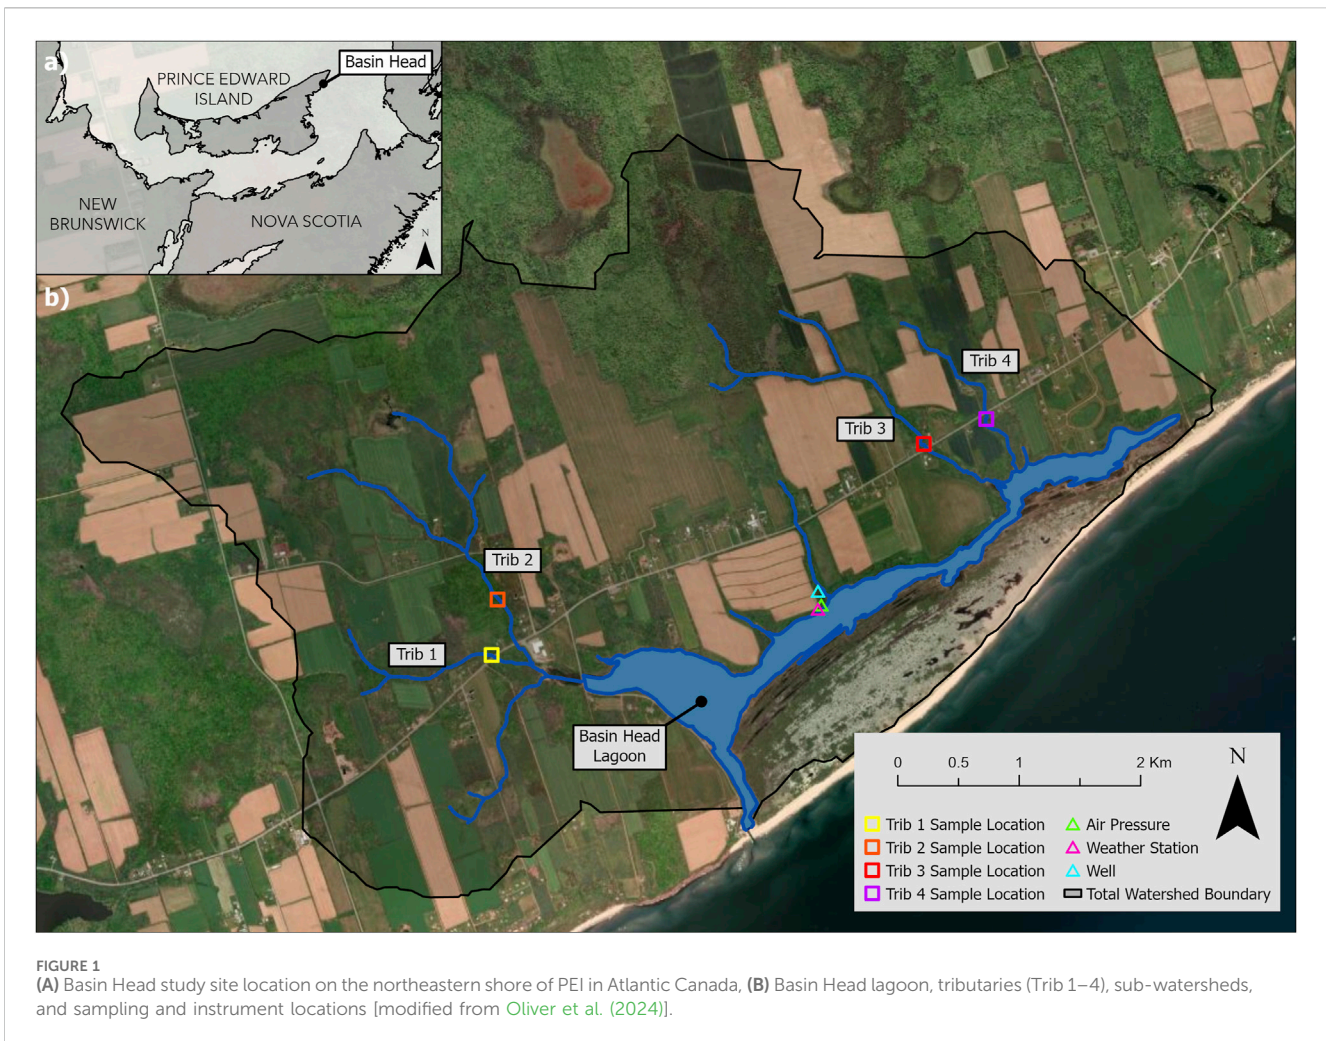 a)
PRINCE EDWARD
ISLAND
Basin Head
NEW
BRUNSWICK
NOVA SCOTIA
N
b)
Trib 4
Trib 3
Trib 2
Trib 1
Basin Head
Lagoon
0 0.5 1 2 Km
N
Trib 1 Sample Location
Trib 2 Sample Location
Trib 3 Sample Location
Trib 4 Sample Location
Air Pressure
Weather Station
Well
Total Watershed Boundary
FIGURE 1
(A) Basin Head study site location on the northeastern shore of PEI in Atlantic Canada, (B) Basin Head lagoon, tributaries (Trib 1–4), sub-watersheds,
and sampling and instrument locations [modified from Oliver et al. (2024)].